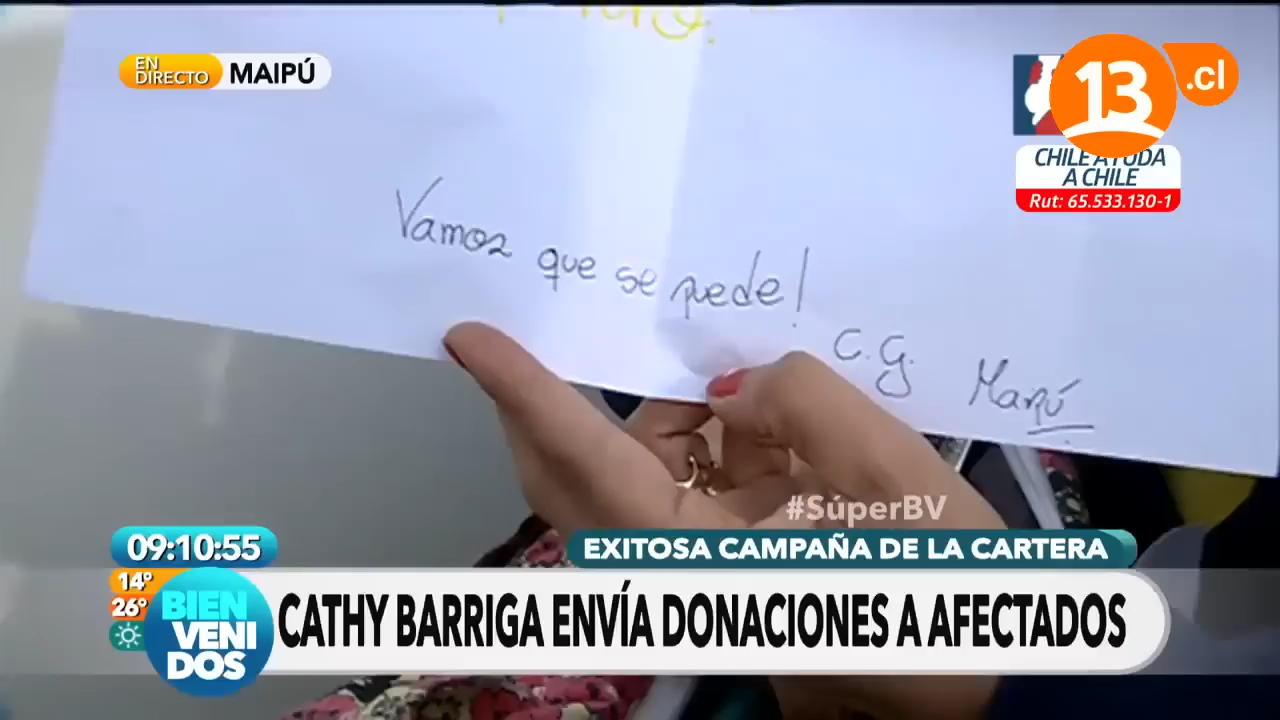 EN
DIRECTO
MAIPÚ
13
.cl
CHILE AYUDA
A CHILE
Rut: 65.533.130-1
Vamos que se puede!
C.G. Maipú
#SúperBV
09:10:55
EXITOSA CAMPAÑA DE LA CARTERA
14°
26°
BIEN
VENI
DOS
CATHY BARRIGA ENVÍA DONACIONES A AFECTADOS